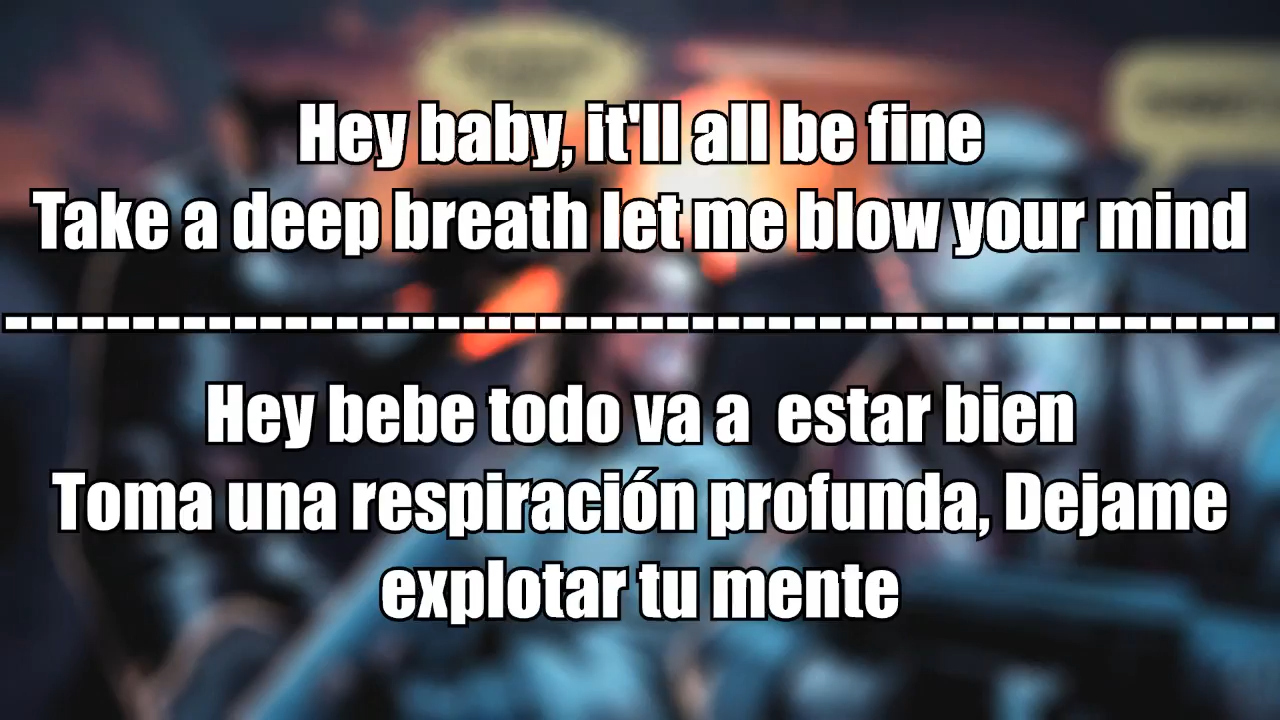 Hey baby, it'll all be fine
Take a deep breath let me blow your mind
--------------------------------------------------
Hey bebe todo va a  estar bien
Toma una respiración profunda, Dejame
explotar tu mente